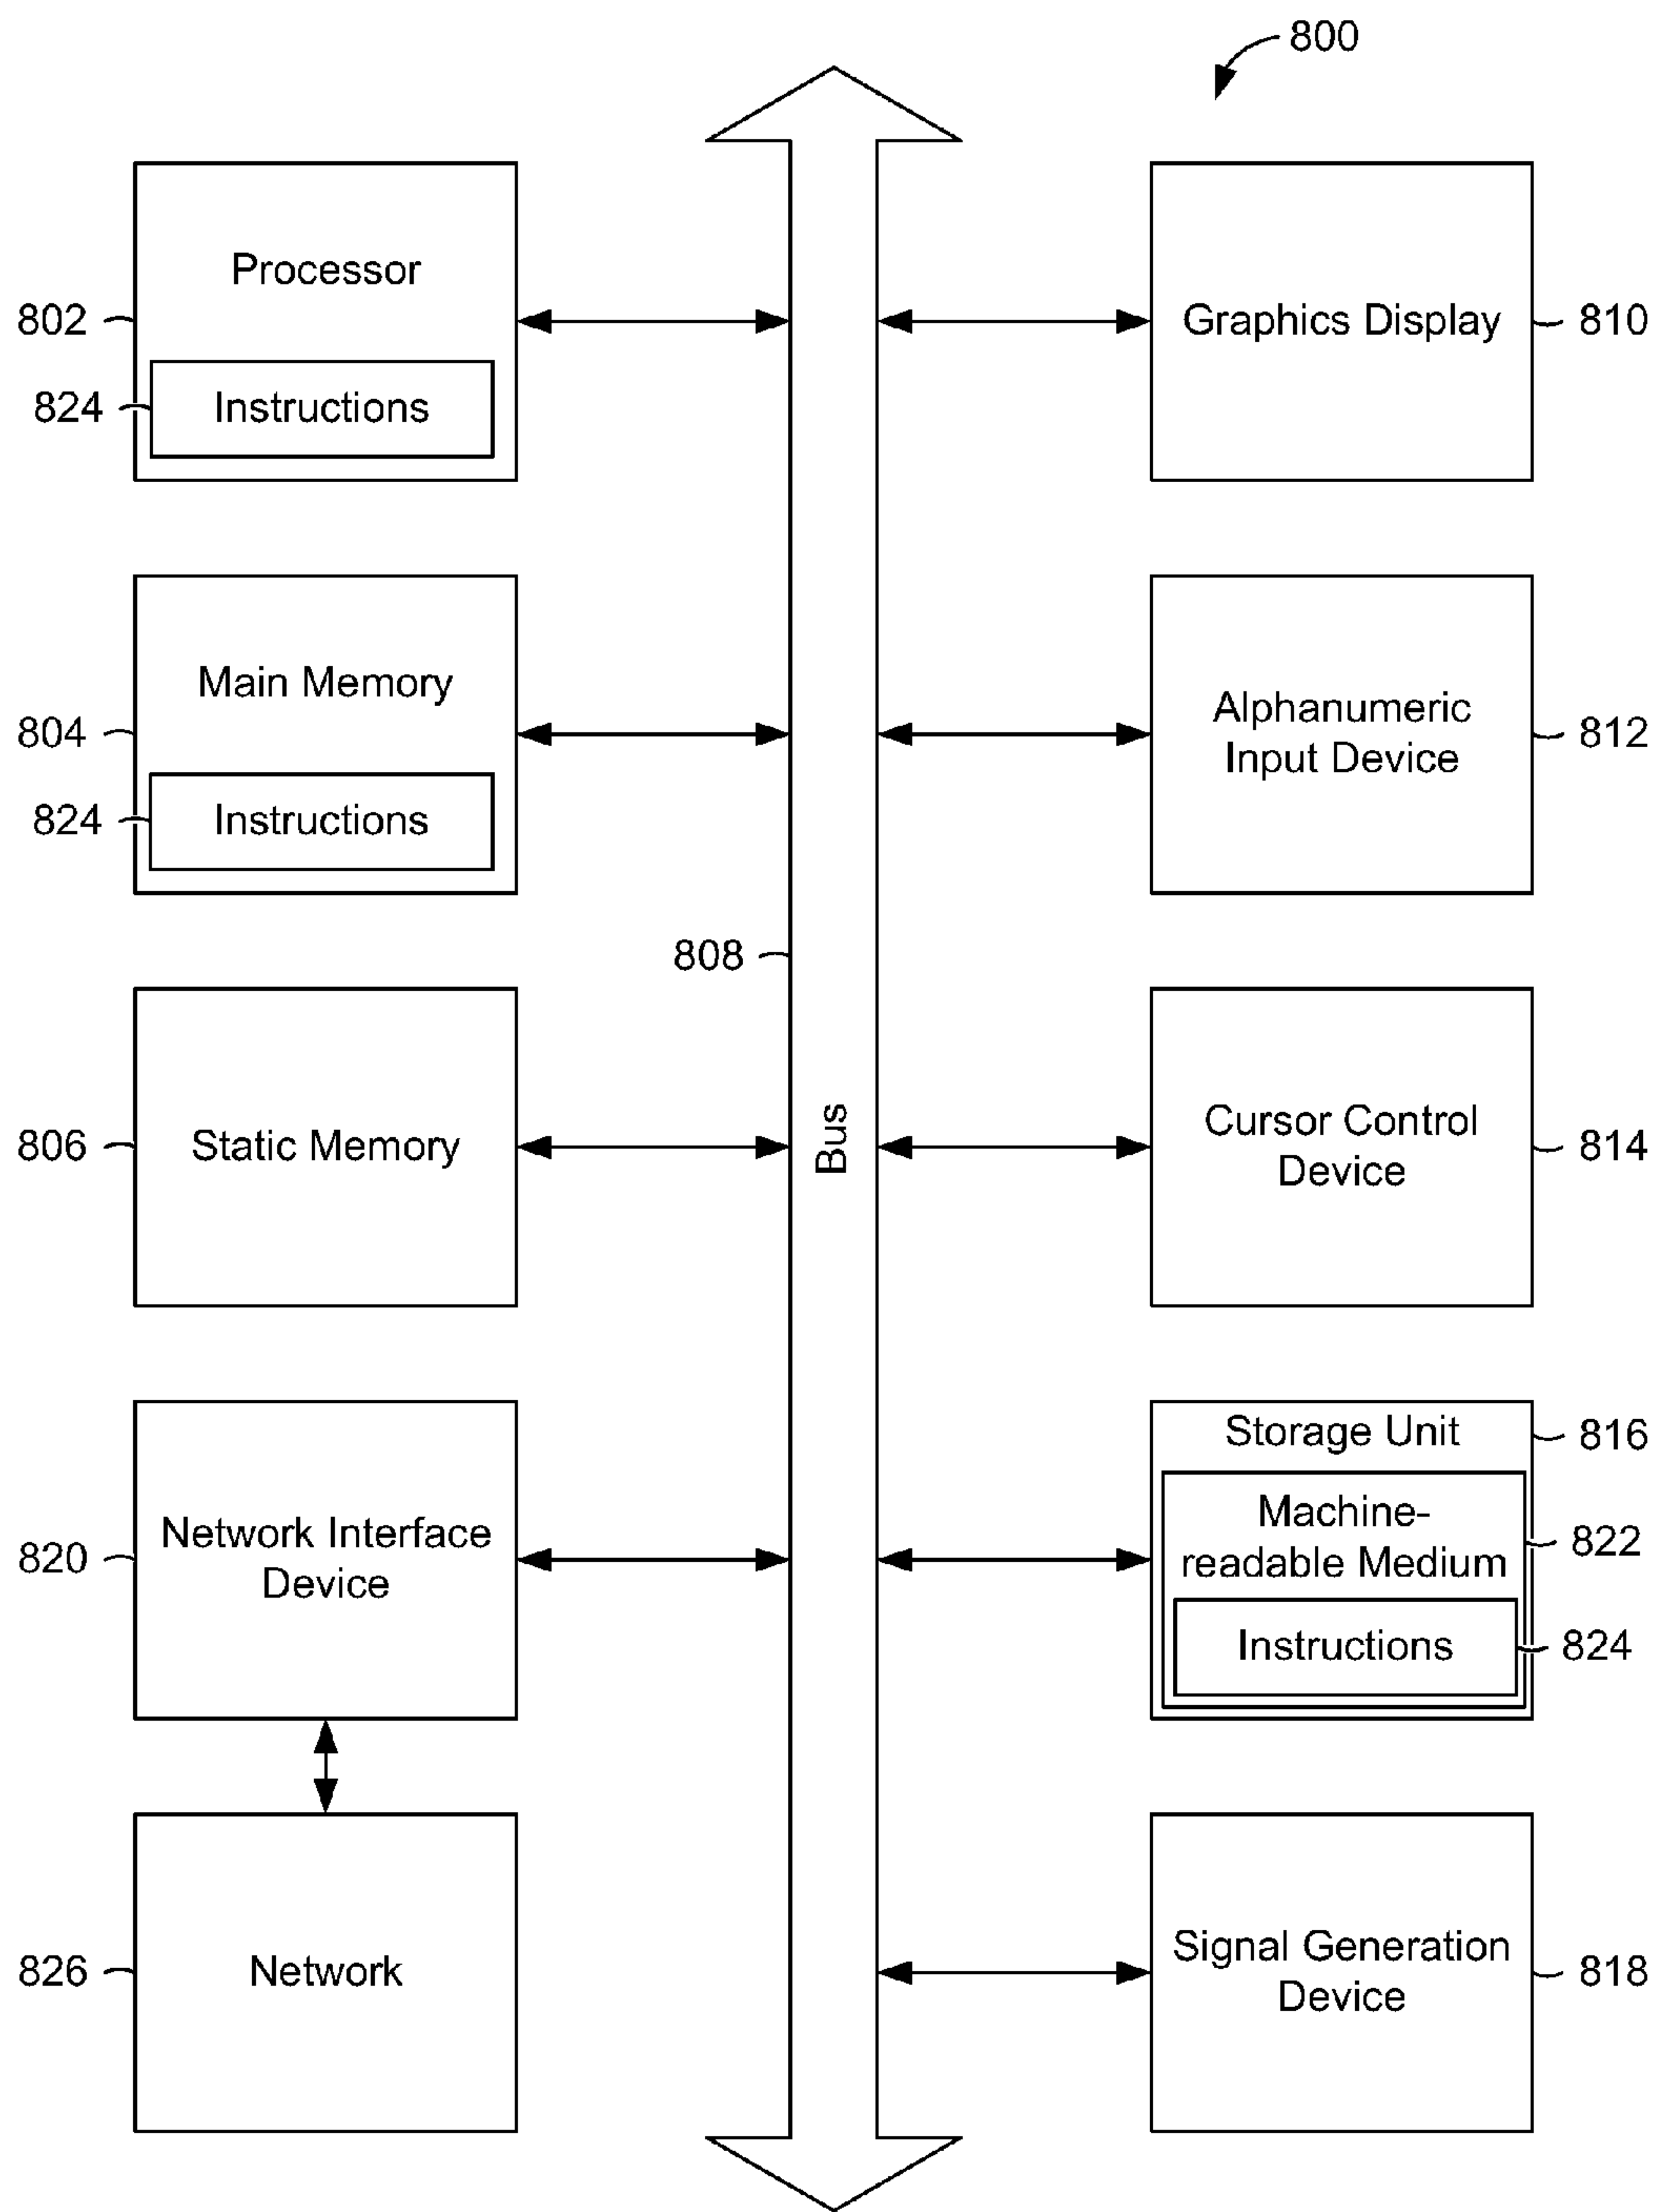 800
Processor
802
824
Instructions
Graphics Display
810
Main Memory
804
824
Instructions
Alphanumeric
Input Device
812
808
Static Memory
806
Bus
Cursor Control
Device
814
Network Interface
Device
820
Storage Unit
816
Machine-
readable Medium
822
Instructions
824
Network
826
Signal Generation
Device
818